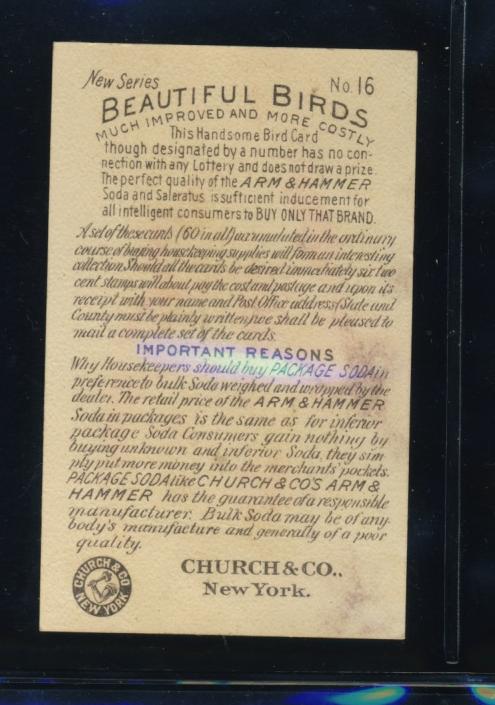 New Series No. 16
BEAUTIFUL BIRDS
MUCH IMPROVED AND MORE COSTLY
This Handsome Bird Card
though designated by a number has no con-
nection with any Lottery and does not draw a prize.
The perfect quality of the ARM & HAMMER
Soda and Saleratus is sufficient inducement for
all intelligent consumers to BUY ONLY THAT BRAND.
A set of these cards (60 in all) accumulated in the ordinary
course of buying housekeeping supplies will form an interesting
collection. Should all the cards be desired immediately six two
cent stamps will about pay the cost and postage and upon its
receipt with your name and Post Office address (State and
County must be plainly written) we shall be pleased to
mail a complete set of the cards.
IMPORTANT REASONS
Why Housekeepers should buy PACKAGE SODA in
preference to bulk Soda weighed and wrapped by the
dealer. The retail price of the ARM & HAMMER
Soda in packages is the same as for inferior
package Soda Consumers gain nothing by
buying unknown and inferior Soda, they sim
ply put more money into the merchants' pockets.
PACKAGE SODA like CHURCH & CO'S ARM &
HAMMER has the guarantee of a responsible
manufacturer. Bulk Soda may be of any-
body's manufacture and generally of a poor
quality.
CHURCH & CO.,
New York.
CHURCH & CO
NEW YORK